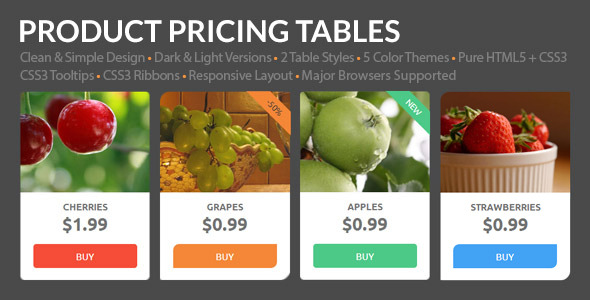 PRODUCT PRICING TABLES
Clean & Simple Design • Dark & Light Versions • 2 Table Styles • 5 Color Themes • Pure HTML5 + CSS3
CSS3 Tooltips • CSS3 Ribbons • Responsive Layout • Major Browsers Supported
-50%
NEW
CHERRIES
GRAPES
APPLES
STRAWBERRIES
$1.99
$0.99
$0.99
$0.99
BUY
BUY
BUY
BUY